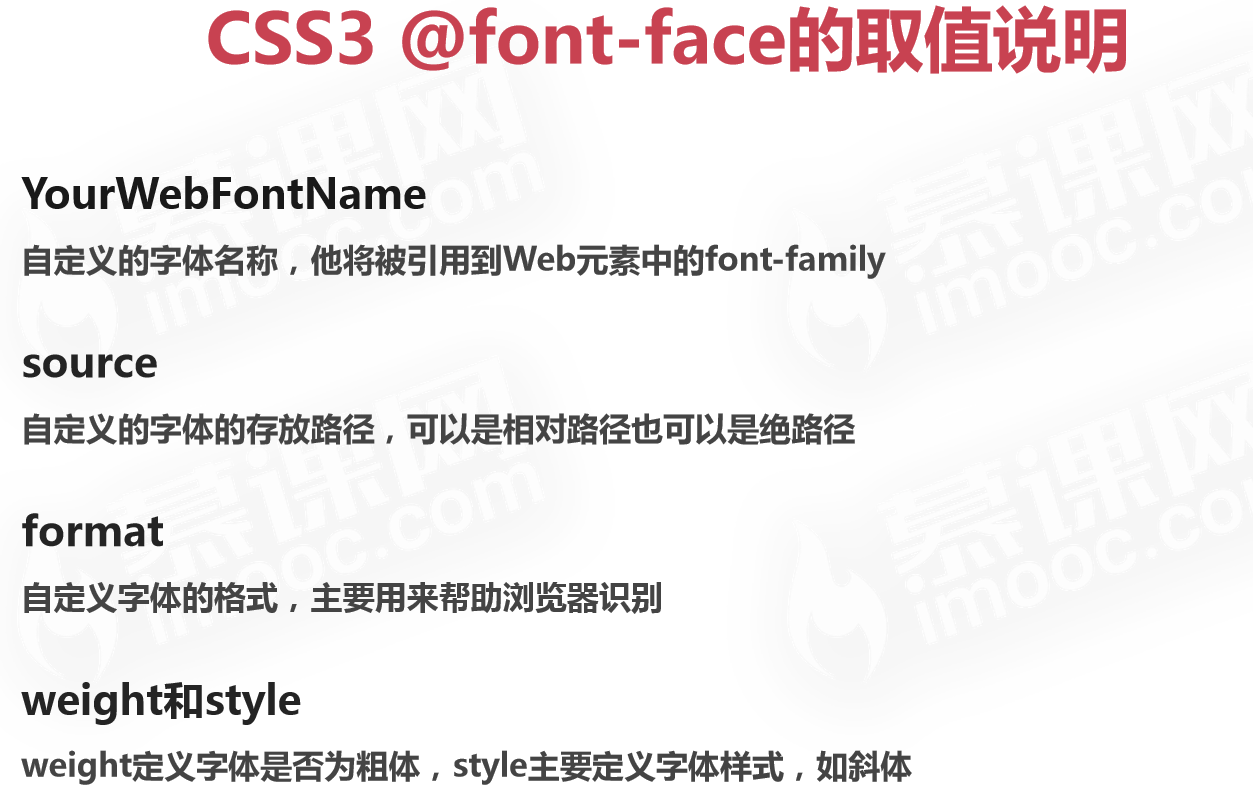 CSS3 @font-face的取值说明
YourWebFontName
自定义的字体名称，他将被引用到Web元素中的font-family
source
自定义的字体的存放路径，可以是相对路径也可以是绝路径
format
自定义字体的格式，主要用来帮助浏览器识别
weight和style
weight定义字体是否为粗体，style主要定义字体样式，如斜体
慕课网
imooc.com
慕课网
imooc.co
慕课网
imooc.com
慕课网
imooc.co